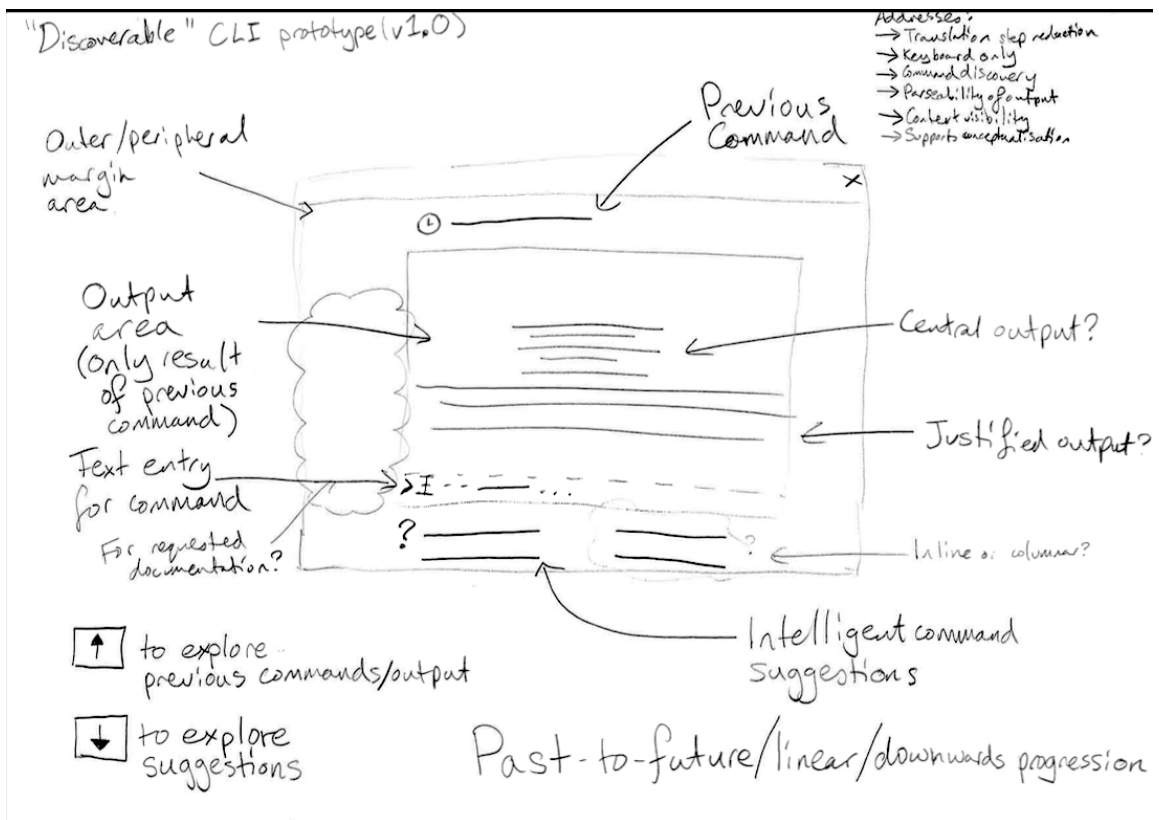 "Discoverable" CLI prototype (v1.0)
Addresses:
→ Translation step reduction
→ Keyboard only
→ Command discovery
→ Parseability of output
→ Context visibility
→ Supports conceptualisation
Previous
Command
Outer/peripheral
margin
area
X
Output
area
(only result
of previous
command)
Central output?
Justified output?
Text entry
for command
>I -- — ...
For requested
documentation?
?
?
Inline or columnar?
Intelligent command
suggestions
↑ to explore
previous commands/output
↓ to explore
suggestions
Past-to-future/linear/downwards progression